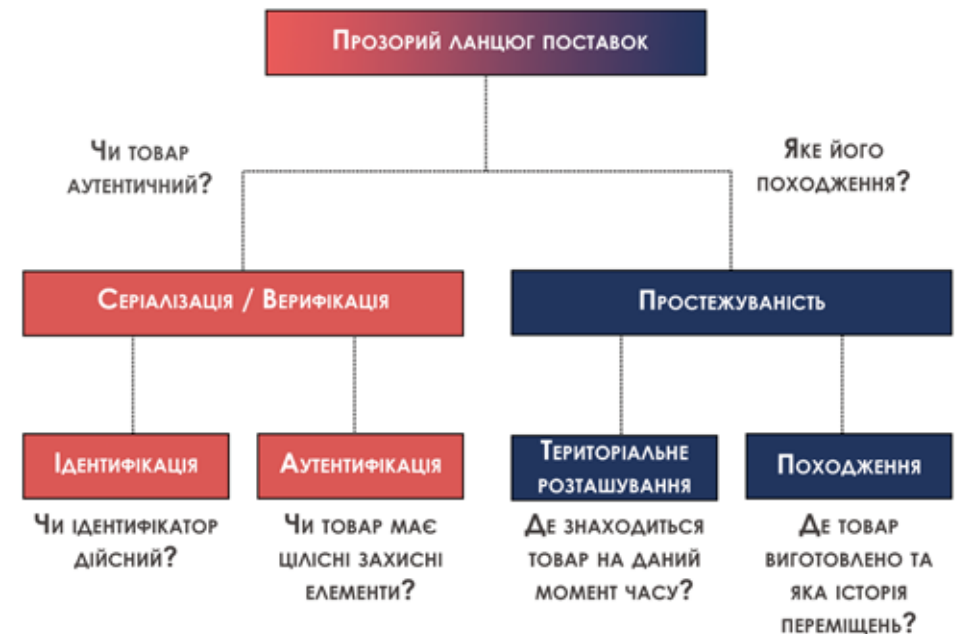 Прозорий ланцюг поставок
Чи товар
аутентичний?
Яке його
походження?
Серіалізація / Верифікація
Простежуваність
Ідентифікація
Аутентифікація
Територіальне
розташування
Походження
Чи ідентифікатор
дійсний?
Чи товар має
цілісні захисні
елементи?
Де знаходиться
товар на даний
момент часу?
Де товар
виготовлено та
яка історія
переміщень?